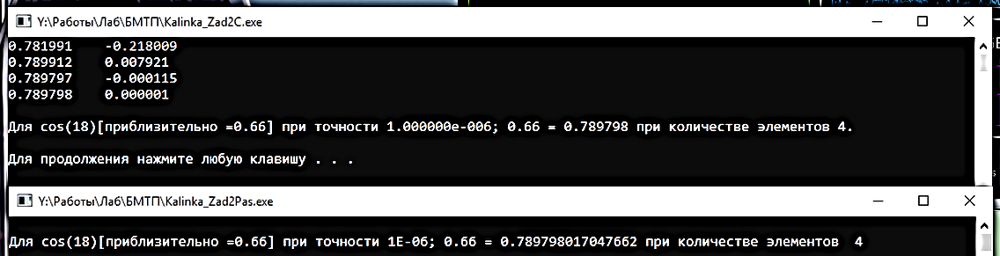 Y:\Работы\Лаб\БМТП\Kalinka_Zad2C.exe
0.781991 -0.218009
0.789912 0.007921
0.789797 -0.000115
0.789798 0.000001
Для cos(18)[приблизительно =0.66] при точности 1.000000e-006; 0.66 = 0.789798 при количестве элементов 4.
Для продолжения нажмите любую клавишу . . .
Y:\Работы\Лаб\БМТП\Kalinka_Zad2Pas.exe
Для cos(18)[приблизительно =0.66] при точности 1E-06; 0.66 = 0.789798017047662 при количестве элементов 4